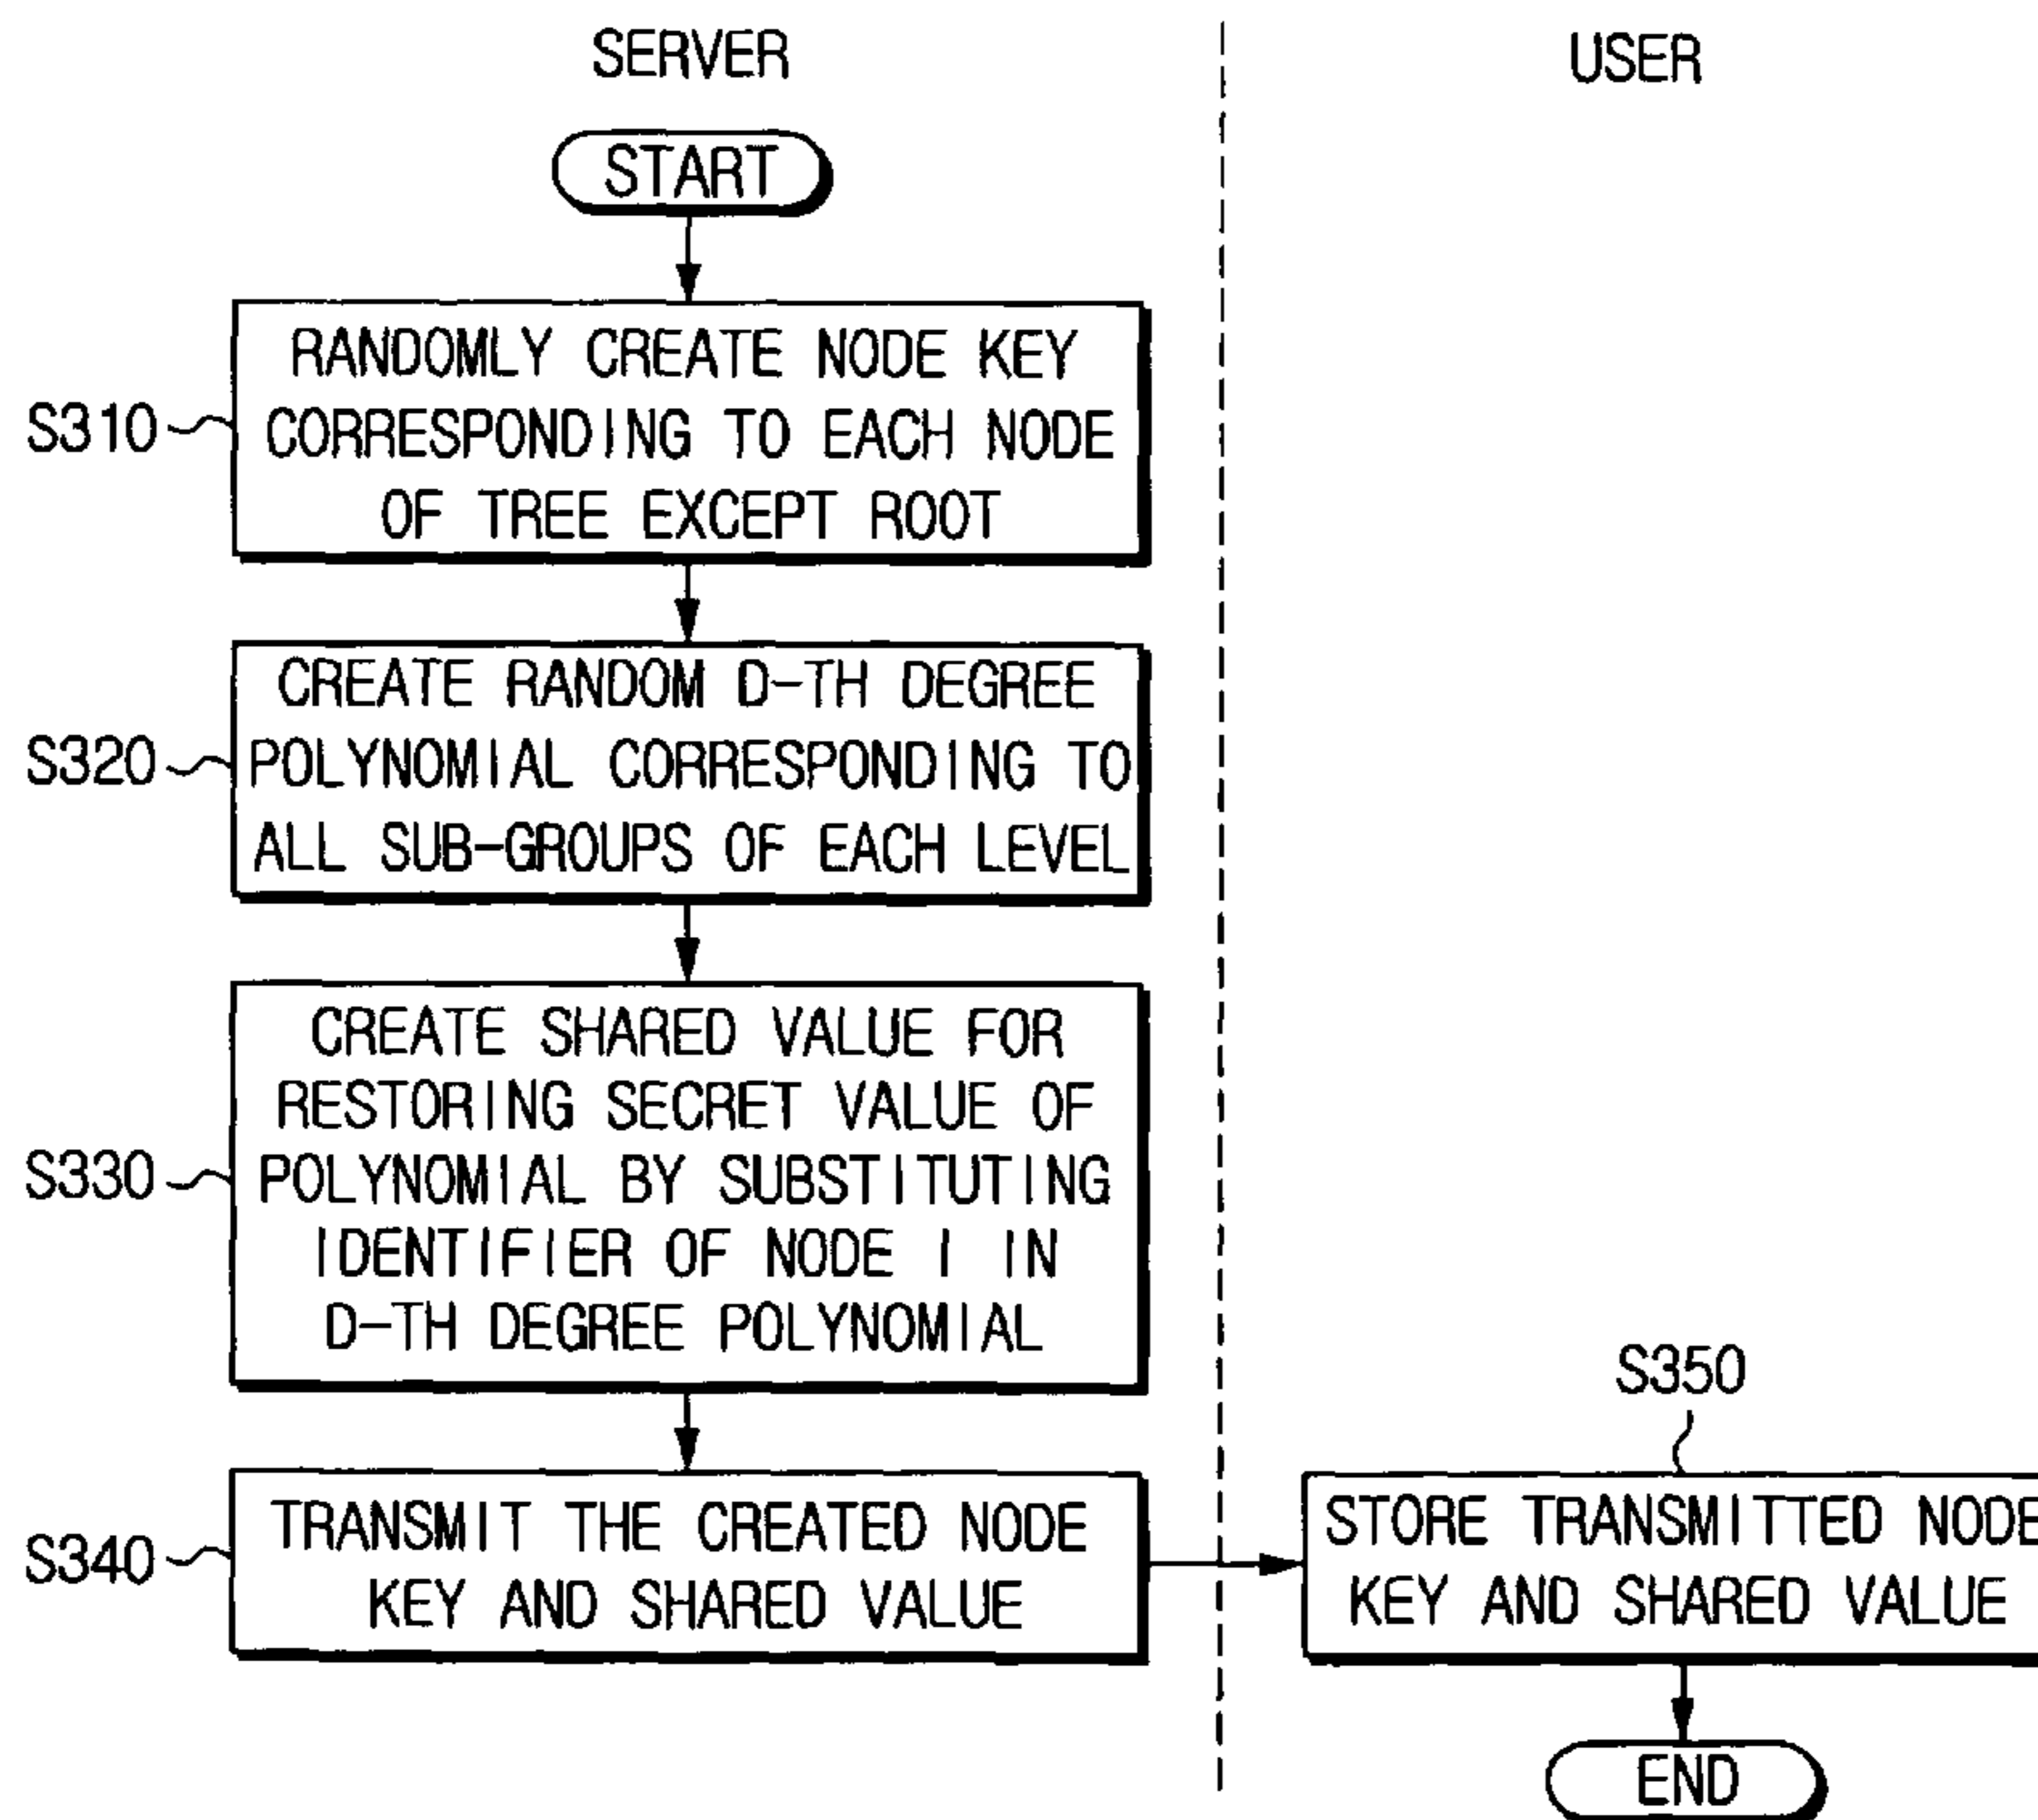 SERVER
USER
START
S310
RANDOMLY CREATE NODE KEY
CORRESPONDING TO EACH NODE
OF TREE EXCEPT ROOT
S320
CREATE RANDOM D-TH DEGREE
POLYNOMIAL CORRESPONDING TO
ALL SUB-GROUPS OF EACH LEVEL
S330
CREATE SHARED VALUE FOR
RESTORING SECRET VALUE OF
POLYNOMIAL BY SUBSTITUTING
IDENTIFIER OF NODE I IN
D-TH DEGREE POLYNOMIAL
S340
TRANSMIT THE CREATED NODE
KEY AND SHARED VALUE
S350
STORE TRANSMITTED NODE
KEY AND SHARED VALUE
END